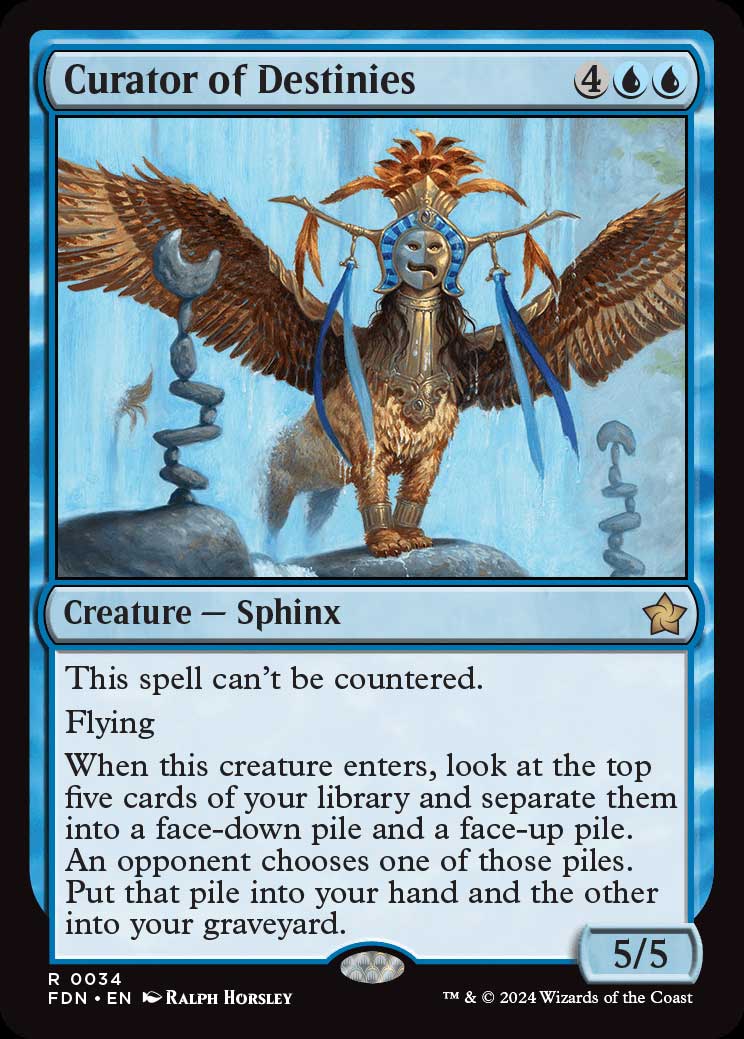 Curator of Destinies 4
Creature — Sphinx
This spell can't be countered.
Flying
When this creature enters, look at the top
five cards of your library and separate them
into a face-down pile and a face-up pile.
An opponent chooses one of those piles.
Put that pile into your hand and the other
into your graveyard.
5/5
R 0034
FDN • EN Ralph Horsley
™ & © 2024 Wizards of the Coast